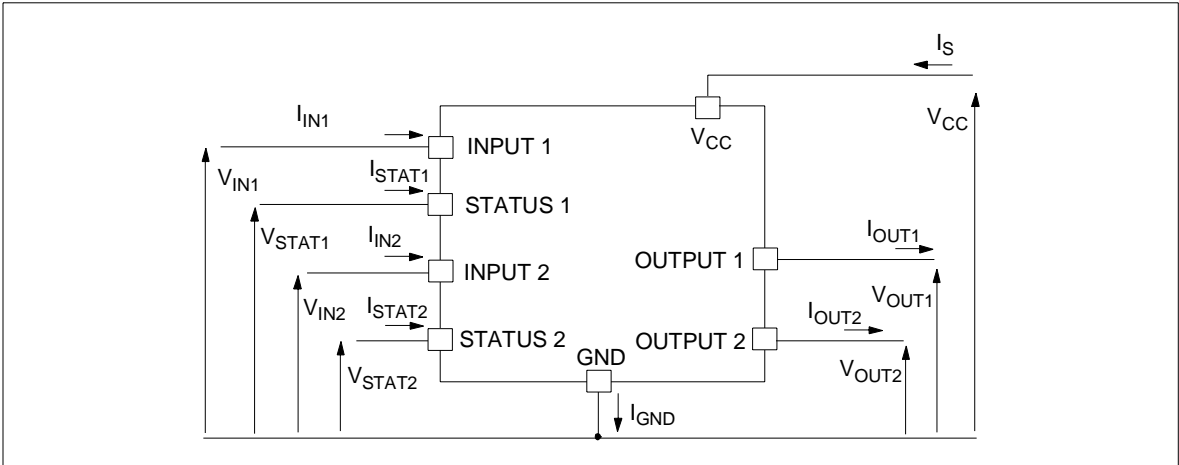 I_S
V_CC
V_CC
I_IN1
INPUT 1
V_IN1
I_STAT1
STATUS 1
V_STAT1
I_IN2
INPUT 2
V_IN2
I_STAT2
STATUS 2
V_STAT2
OUTPUT 1
I_OUT1
V_OUT1
OUTPUT 2
I_OUT2
V_OUT2
GND
I_GND